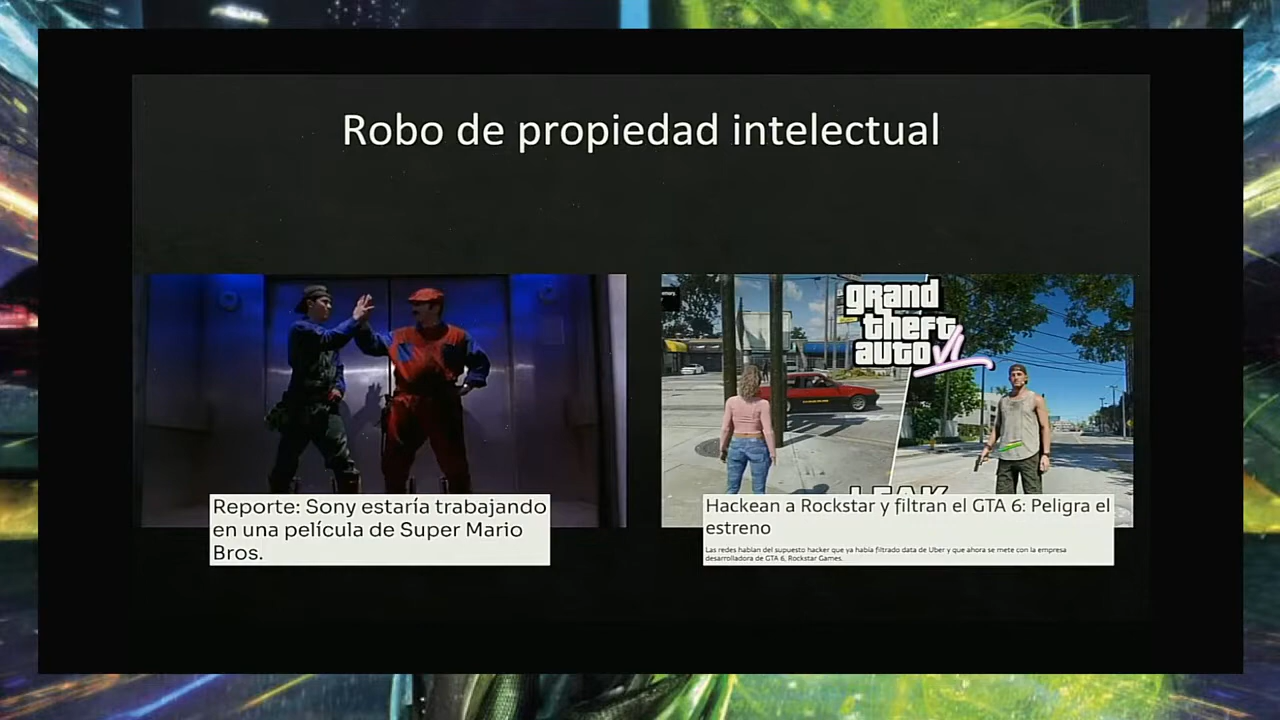 Robo de propiedad intelectual
Reporte: Sony estaría trabajando
en una película de Super Mario
Bros.
grand
theft
auto VI
LEAK
Hackean a Rockstar y filtran el GTA 6: Peligra el
estreno
Las redes hablan del supuesto hacker que ya había filtrado data de Uber y que ahora se mete con la empresa
desarrolladora de GTA 6, Rockstar Games.